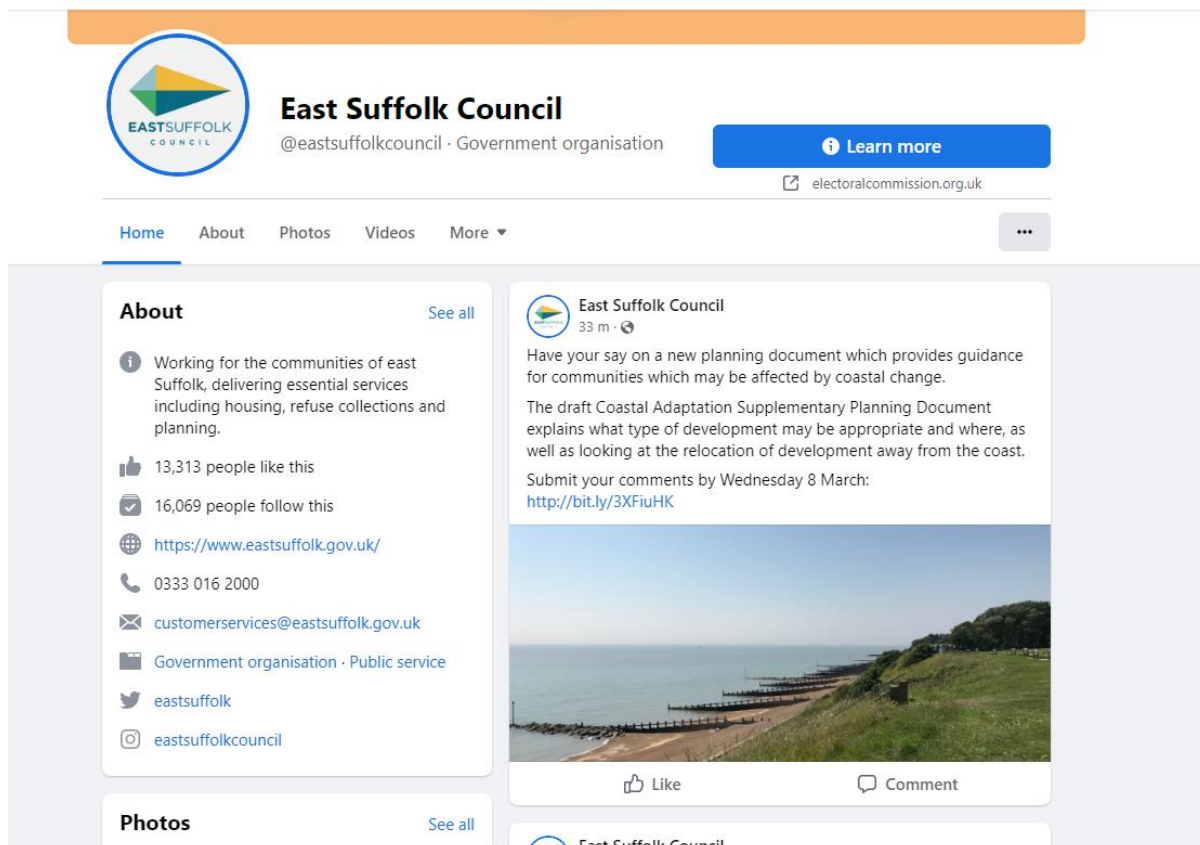 EASTSUFFOLK
COUNCIL
East Suffolk Council
@eastsuffolkcouncil · Government organisation
Learn more
electoralcommission.org.uk
Home
About
Photos
Videos
More
About
See all
Working for the communities of east
Suffolk, delivering essential services
including housing, refuse collections and
planning.
13,313 people like this
16,069 people follow this
https://www.eastsuffolk.gov.uk/
0333 016 2000
customerservices@eastsuffolk.gov.uk
Government organisation · Public service
eastsuffolk
eastsuffolkcouncil
Photos
See all
East Suffolk Council
33 m ·
Have your say on a new planning document which provides guidance
for communities which may be affected by coastal change.
The draft Coastal Adaptation Supplementary Planning Document
explains what type of development may be appropriate and where, as
well as looking at the relocation of development away from the coast.
Submit your comments by Wednesday 8 March:
http://bit.ly/3XFiuHK
Like
Comment
East Suffolk Council